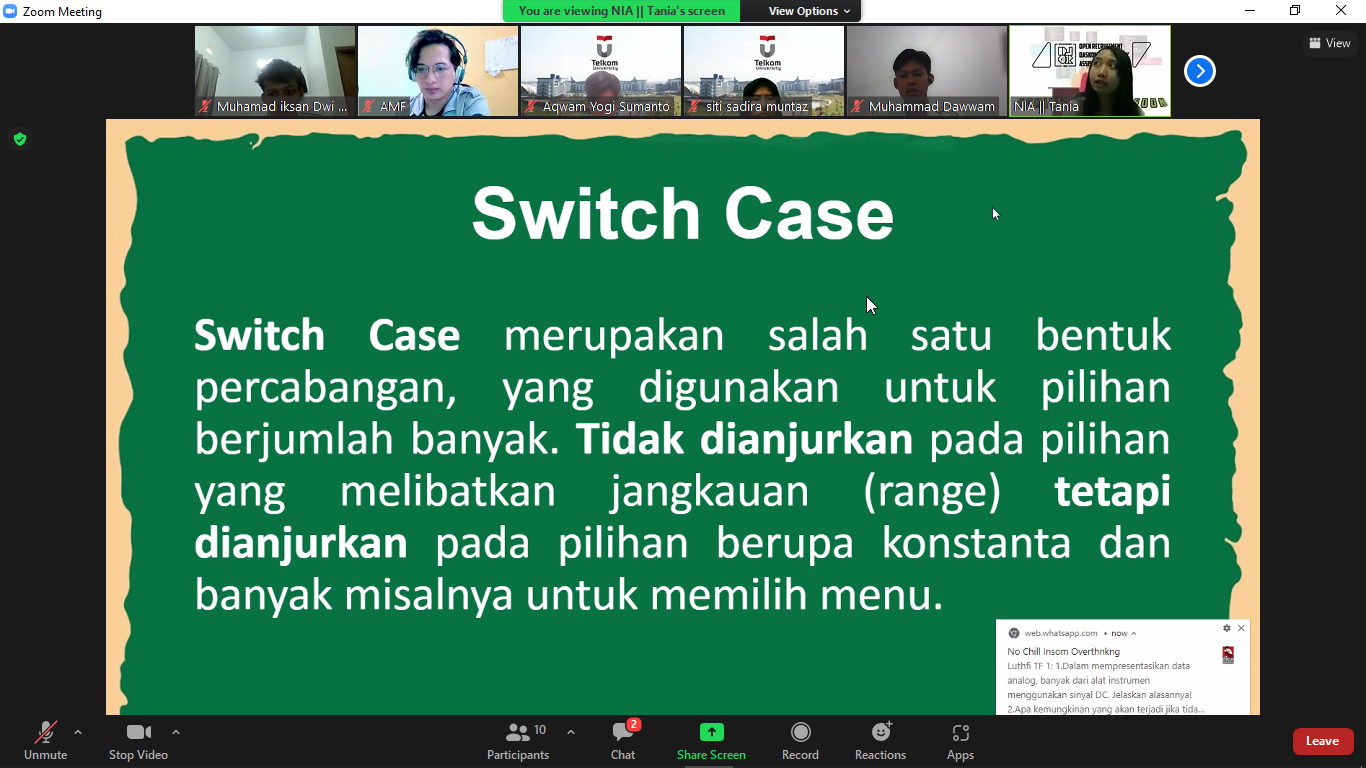 Zoom Meeting
You are viewing NIA || Tania's screen
View Options
View
Telkom
University
Telkom
University
OPEN RECRUITMENT
Muhamad iksan Dwi ...
AMF
Aqwam Yogi Sumanto
siti sadira muntaz
Muhammad Dawwam
NIA || Tania
Switch Case
Switch Case merupakan salah satu bentuk
percabangan, yang digunakan untuk pilihan
berjumlah banyak. Tidak dianjurkan pada pilihan
yang melibatkan jangkauan (range) tetapi
dianjurkan pada pilihan berupa konstanta dan
banyak misalnya untuk memilih menu.
web.whatsapp.com • now
No Chill Insom Overthnkng
Luthfi TF 1: 1.Dalam mempresentasikan data
analog, banyak dari alat instrumen
menggunakan sinyal DC. Jelaskan alasannya!
2.Apa kemungkinan yang akan terjadi jika tida...
Unmute
Stop Video
Participants
10
Chat
2
Share Screen
Record
Reactions
Apps
Leave